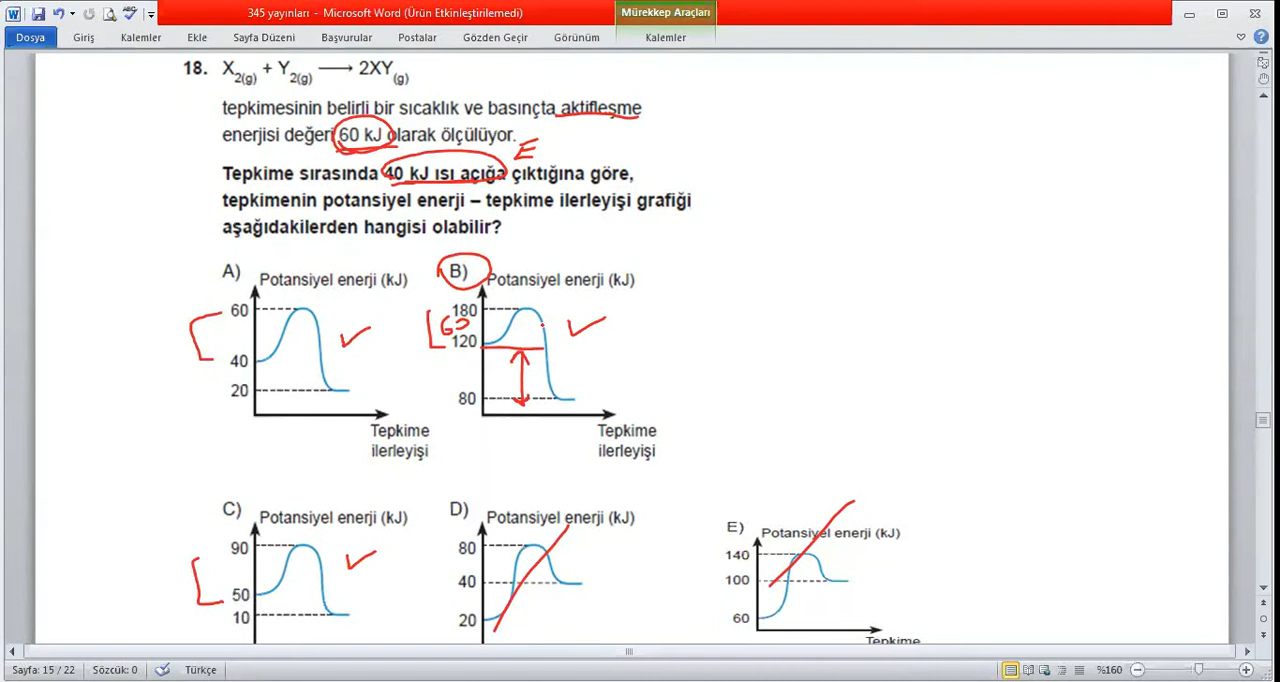 345 yayınları - Microsoft Word (Ürün Etkinleştirilemedi)
Mürekkep Araçları
Dosya Giriş Kalemler Ekle Sayfa Düzeni Başvurular Postalar Gözden Geçir Görünüm Kalemler
18. X2(g) + Y2(g) ⟶ 2XY(g)
tepkimesinin belirli bir sıcaklık ve basınçta aktifleşme
enerjisi değeri 60 kJ olarak ölçülüyor.
E
Tepkime sırasında 40 kJ ısı açığa çıktığına göre,
tepkimenin potansiyel enerji – tepkime ilerleyişi grafiği
aşağıdakilerden hangisi olabilir?
A) Potansiyel enerji (kJ)
60
40
20
Tepkime
ilerleyişi
B) Potansiyel enerji (kJ)
180
60
120
80
Tepkime
ilerleyişi
C) Potansiyel enerji (kJ)
90
50
10
D) Potansiyel enerji (kJ)
80
40
20
E) Potansiyel enerji (kJ)
140
100
60
Tepkime
Sayfa: 15 / 22 Sözcük: 0 Türkçe %160